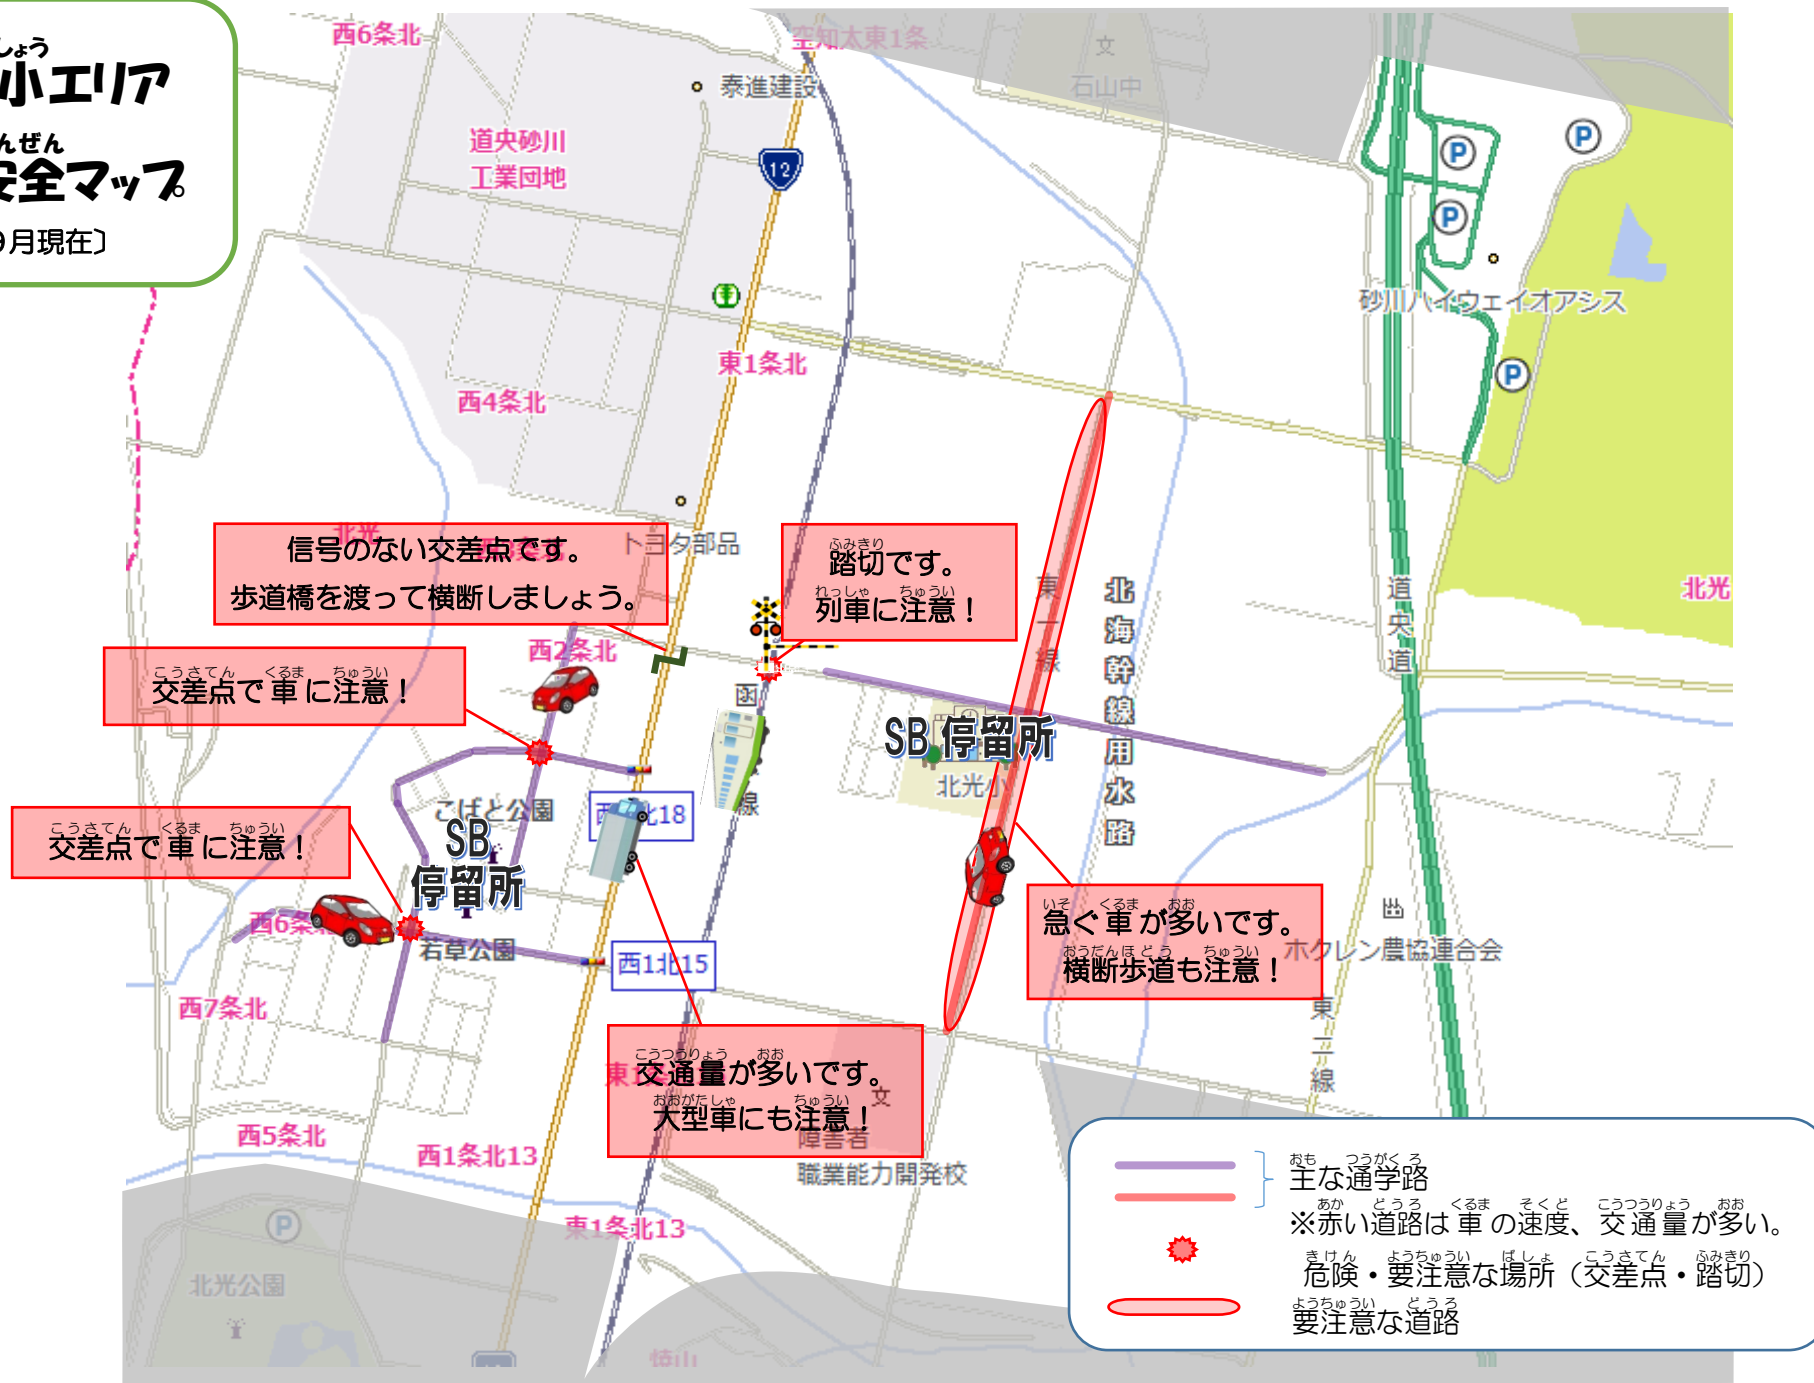 しょう
小エリア
んぜん
安全マップ
9月現在〕
西6条北
空知太東1条
文
石山中
泰進建設
道央砂川
工業団地
12
P
P
P
砂川ハイウェイオアシス
P
東1条北
西4条北
北光
トヨタ部品
信号のない交差点です。
歩道橋を渡って横断しましょう。
ふみきり
踏切です。
れっしゃ ちゅうい
列車に注意！
東一線
北海幹線用水路
道央道
北光
西2条北
こうさてん くるま ちゅうい
交差点で車に注意！
函
線
SB 停留所
北光小
こばと公園
西1北18
こうさてん くるま ちゅうい
交差点で車に注意！
SB
停留所
西6条北
若草公園
西1北15
いそ くるま おお
急ぐ車が多いです。
おうだんほどう ちゅうい
横断歩道も注意！
ホクレン農協連合会
東二線
西7条北
こうつうりょう おお
交通量が多いです。
おおがたしゃ ちゅうい
大型車にも注意！
文
障害者
職業能力開発校
西5条北
西1条北13
東1条北13
P
北光公園
焼山
おも つうがくろ
主な通学路
あか どうろ くるま そくど こうつうりょう おお
※赤い道路は車の速度、交通量が多い。
きけん ようちゅうい ばしょ こうさてん ふみきり
危険・要注意な場所（交差点・踏切）
ようちゅうい どうろ
要注意な道路